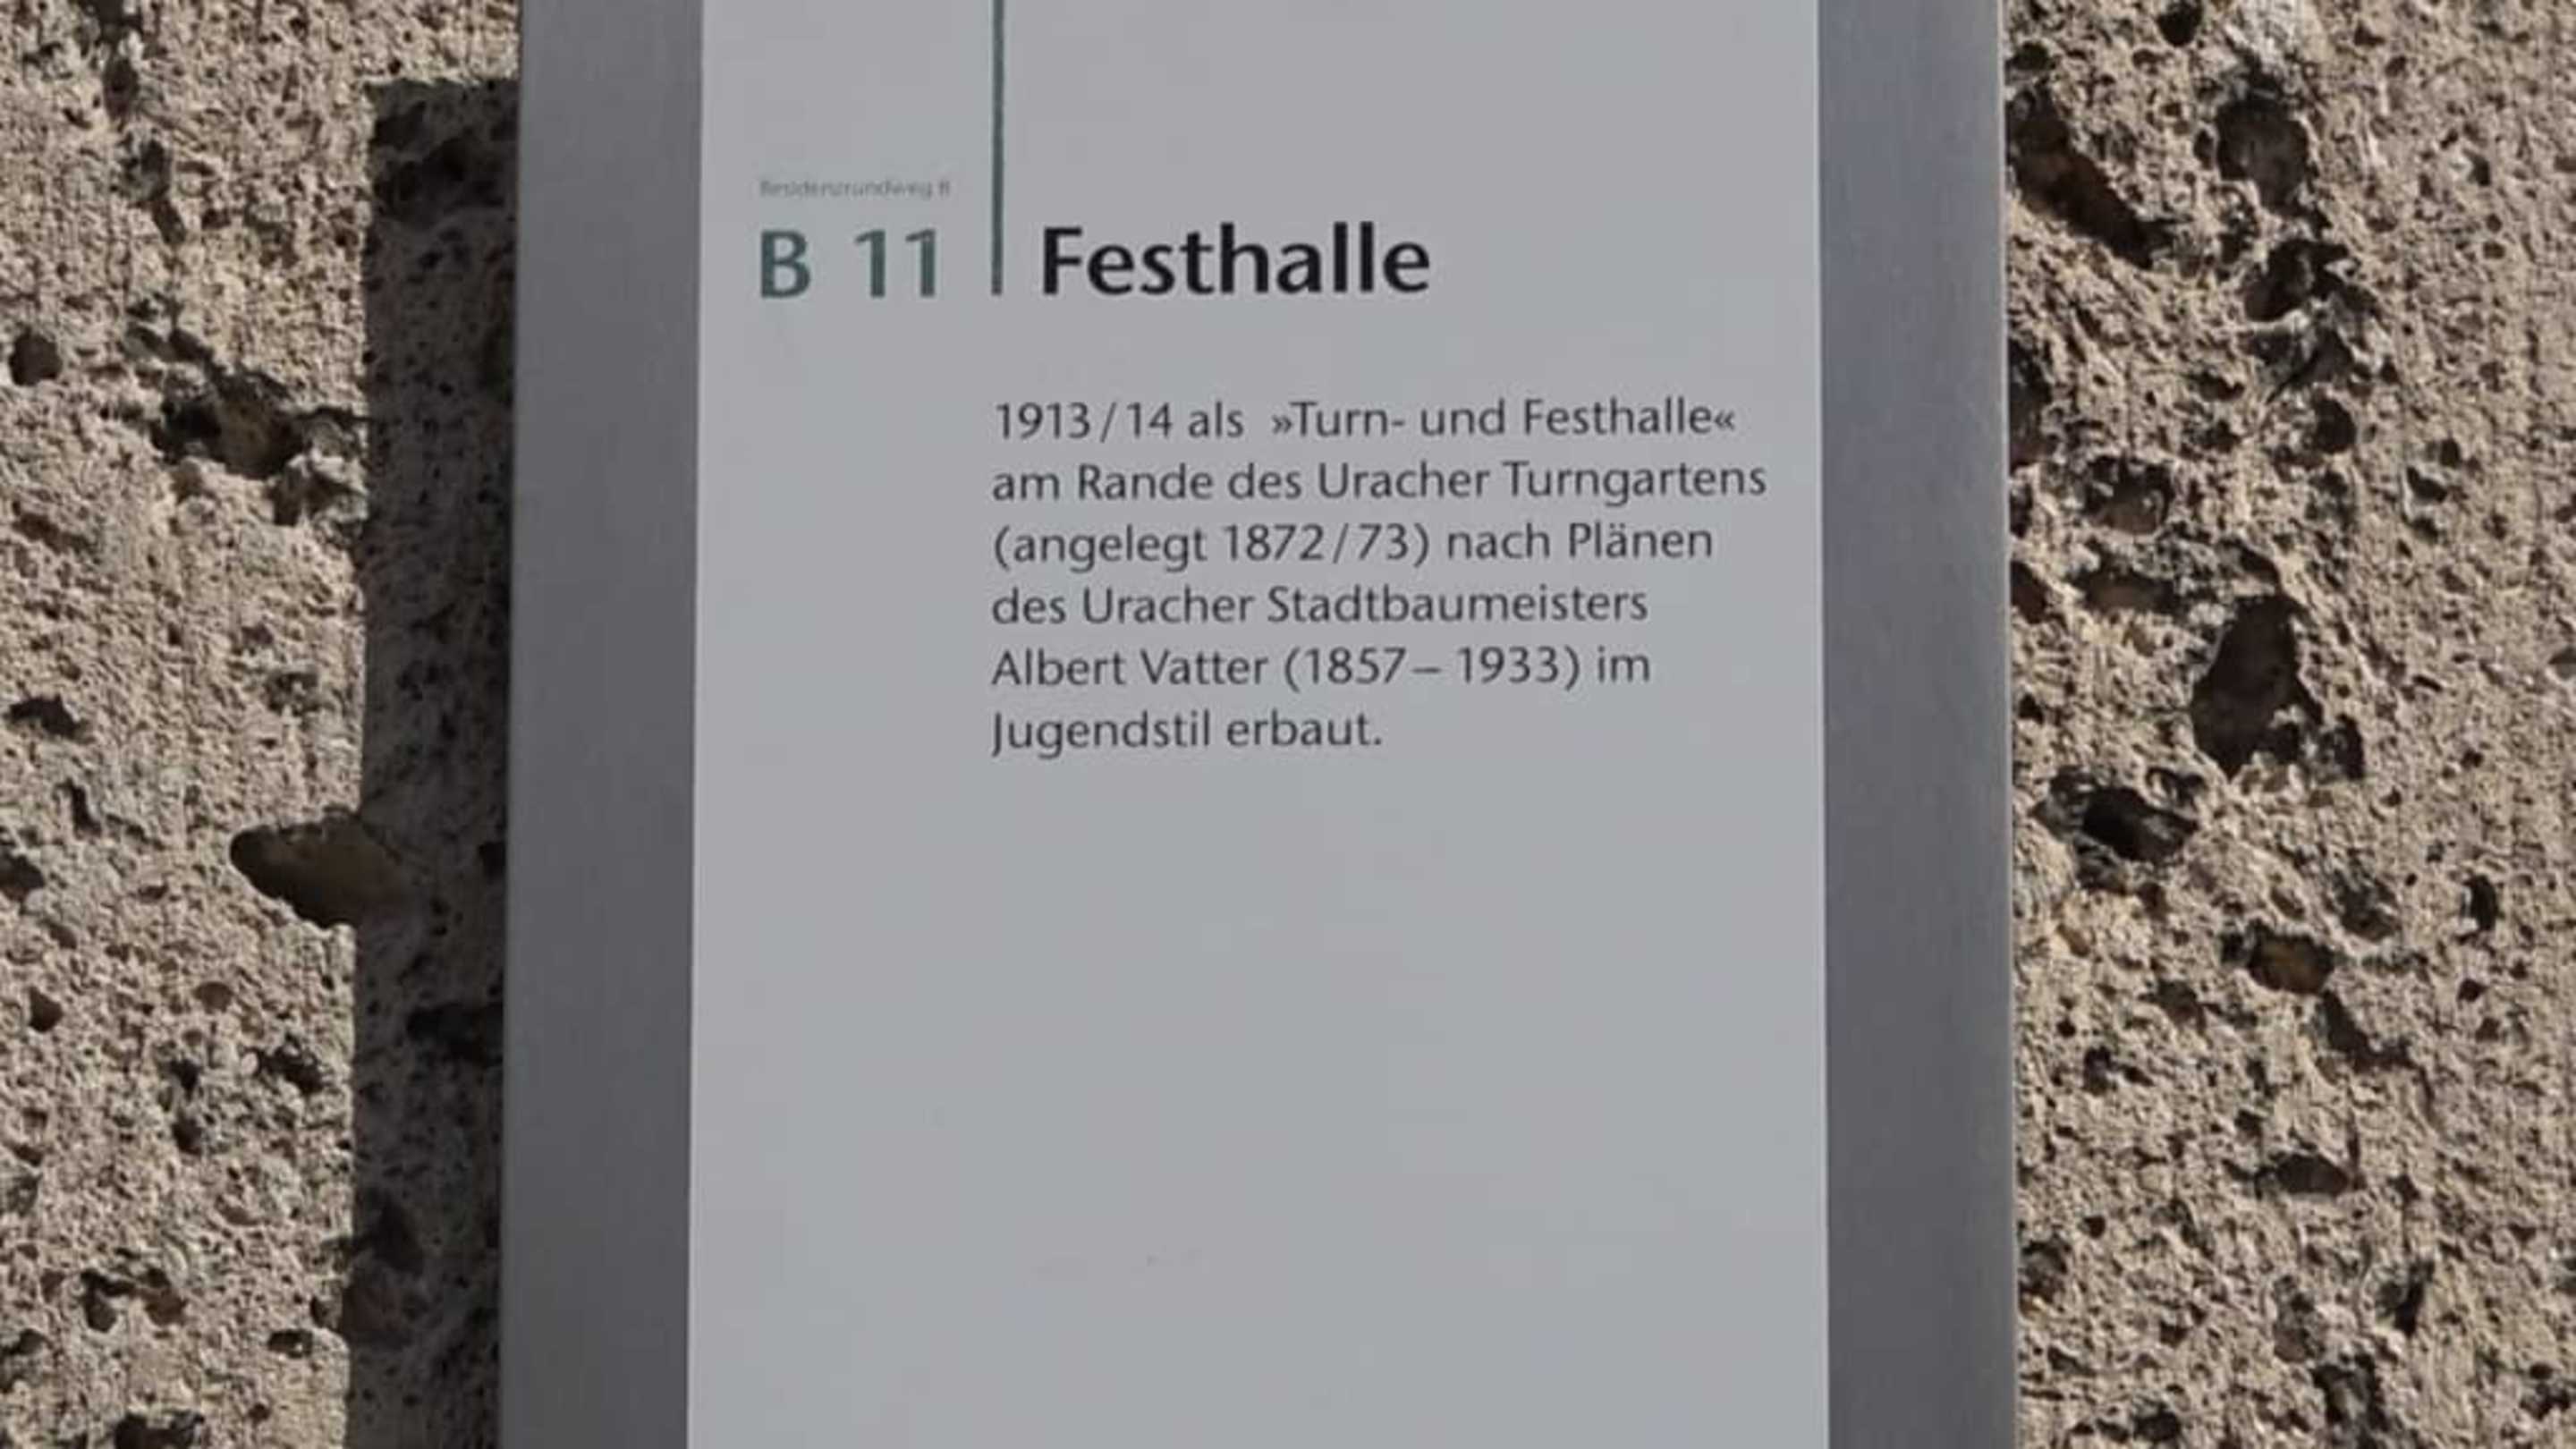 Residenzrundweg B
B 11 Festhalle
1913/14 als »Turn- und Festhalle«
am Rande des Uracher Turngartens
(angelegt 1872/73) nach Plänen
des Uracher Stadtbaumeisters
Albert Vatter (1857– 1933) im
Jugendstil erbaut.